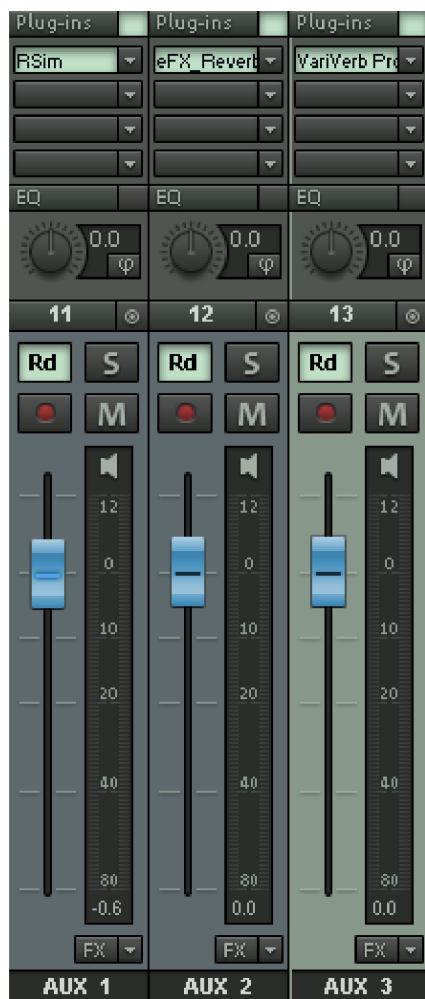 Plug-ins Plug-ins Plug-ins
RSim eFX_Reverb VariVerb Pro
EQ EQ EQ
0.0 0.0 0.0
φ φ φ
11 12 13
Rd S Rd S Rd S
M M M
12 12 12
0 0 0
10 10 10
20 20 20
40 40 40
80 80 80
-0.6 0.0 0.0
FX FX FX
AUX 1 AUX 2 AUX 3